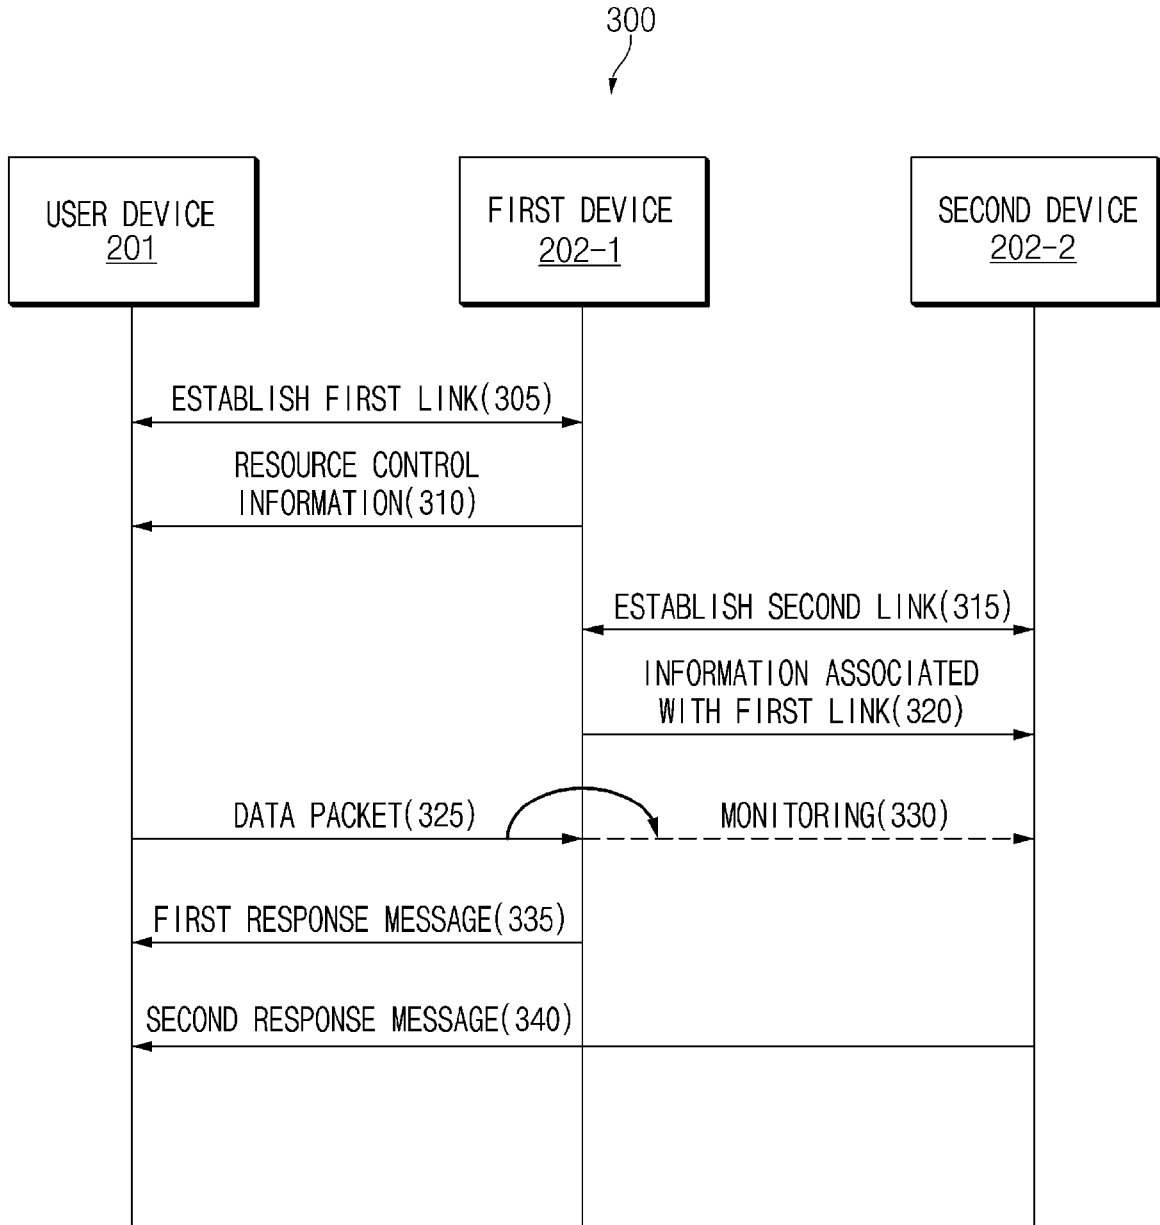 300
USER DEVICE
201
FIRST DEVICE
202-1
SECOND DEVICE
202-2
ESTABLISH FIRST LINK(305)
RESOURCE CONTROL
INFORMATION(310)
ESTABLISH SECOND LINK(315)
INFORMATION ASSOCIATED
WITH FIRST LINK(320)
DATA PACKET(325)
MONITORING(330)
FIRST RESPONSE MESSAGE(335)
SECOND RESPONSE MESSAGE(340)